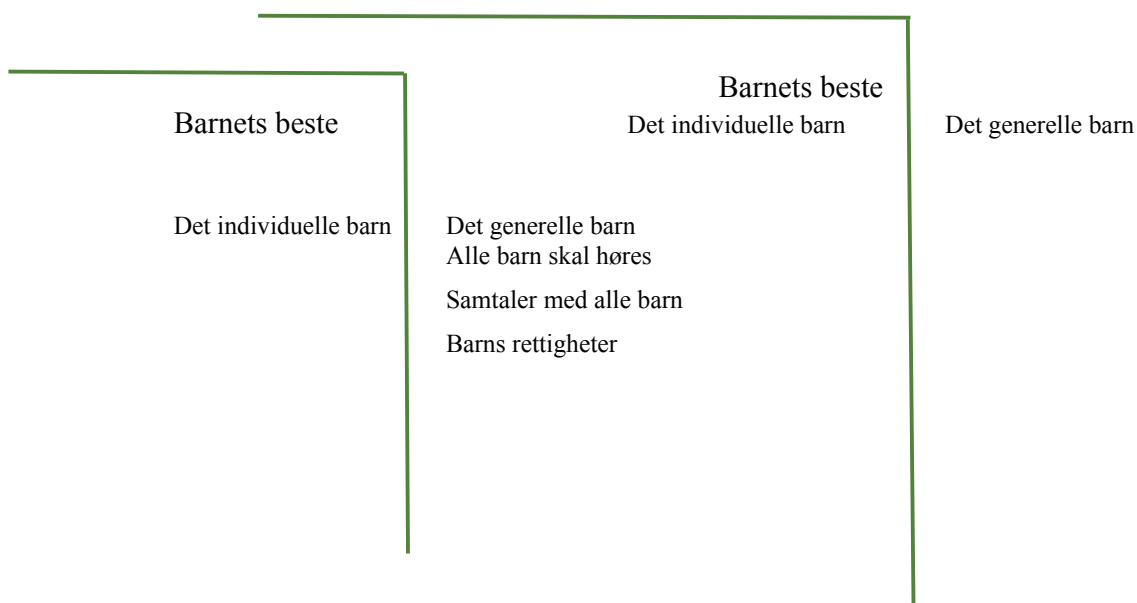 Barnets beste
Det individuelle barn
Det generelle barn
Alle barn skal høres
Samtaler med alle barn
Barns rettigheter
Barnets beste
Det individuelle barn
Det generelle barn